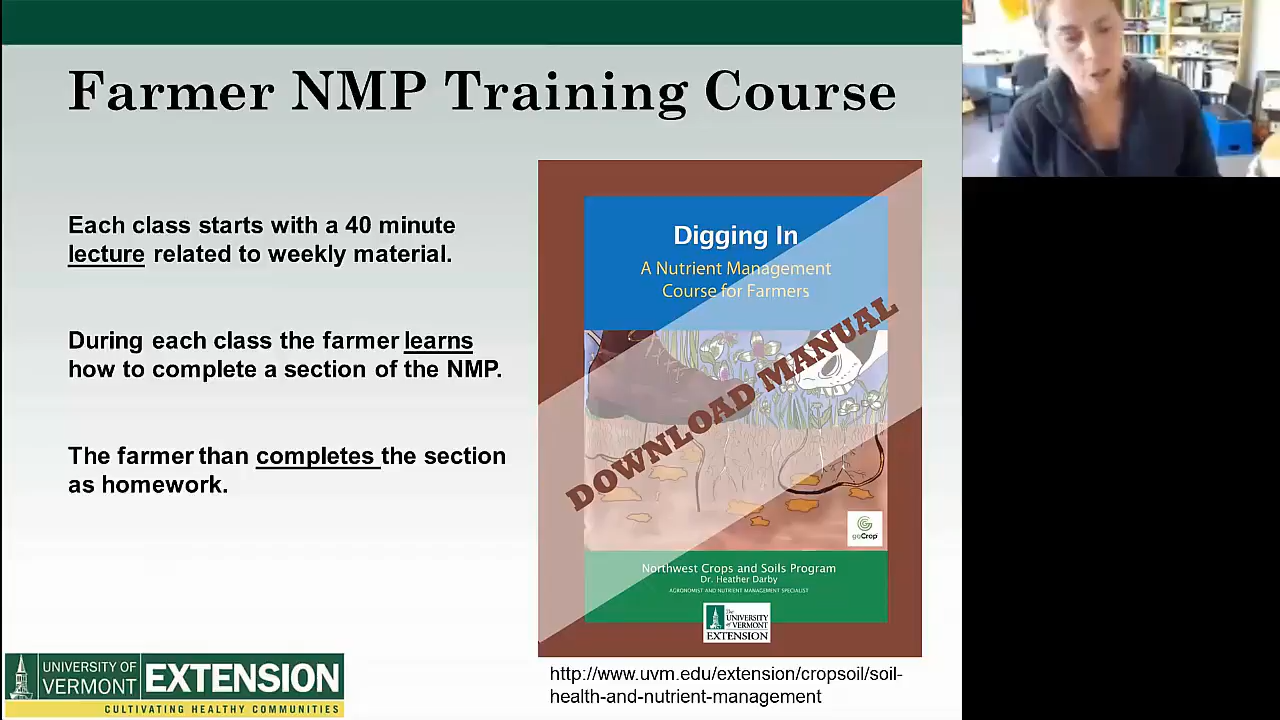 Farmer NMP Training Course
Each class starts with a 40 minute
lecture related to weekly material.
During each class the farmer learns
how to complete a section of the NMP.
The farmer than completes the section
as homework.
Digging In
A Nutrient Management
Course for Farmers
DOWNLOAD MANUAL
goCrop
Northwest Crops and Soils Program
Dr. Heather Darby
AGRONOMIST AND NUTRIENT MANAGEMENT SPECIALIST
The
UNIVERSITY
of VERMONT
EXTENSION
http://www.uvm.edu/extension/cropsoil/soil-
health-and-nutrient-management
UNIVERSITY OF
VERMONT
EXTENSION
CULTIVATING HEALTHY COMMUNITIES